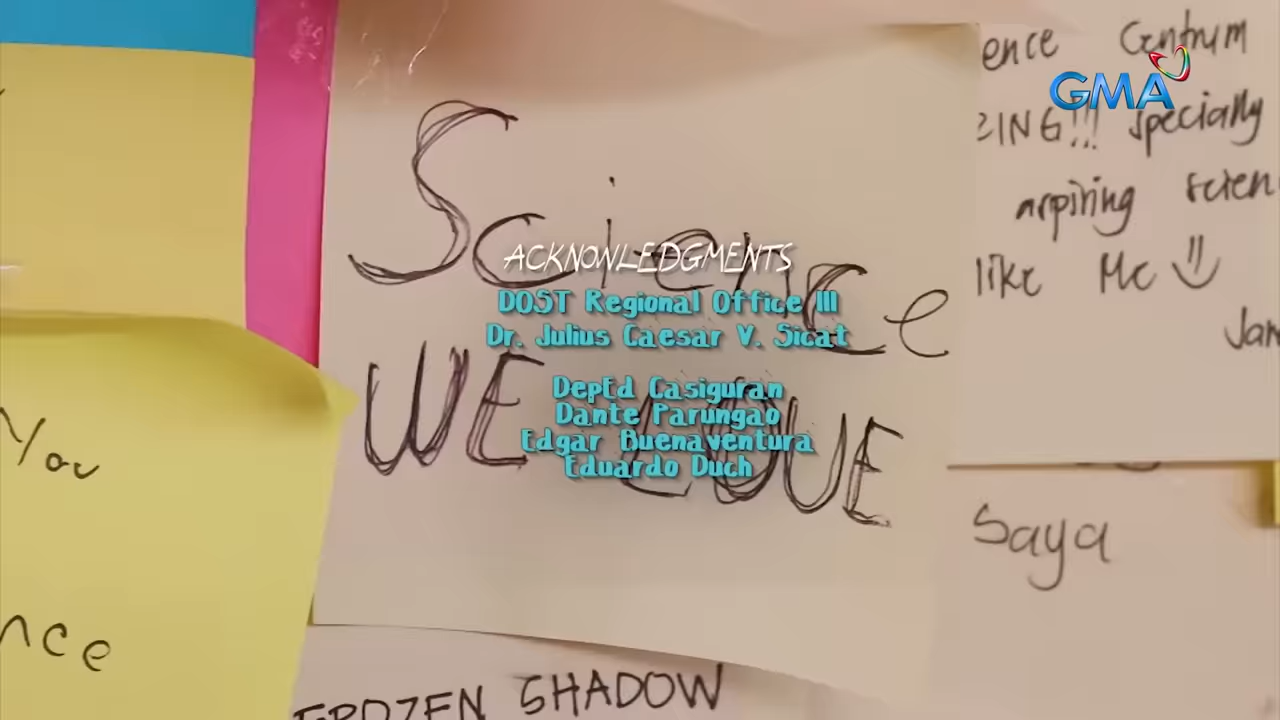 Science
WE LOVE
ACKNOWLEDGMENTS
DOST Regional Office III
Dr. Julius Caesar V. Sicat
DepEd Casiguran
Dante Parungao
Edgar Buenaventura
Eduardo Duch
GMA
ence Centrum
ZING!!! specially
aspiring scien
like Me
Jan
Saya
You
nce
FROZEN SHADOW